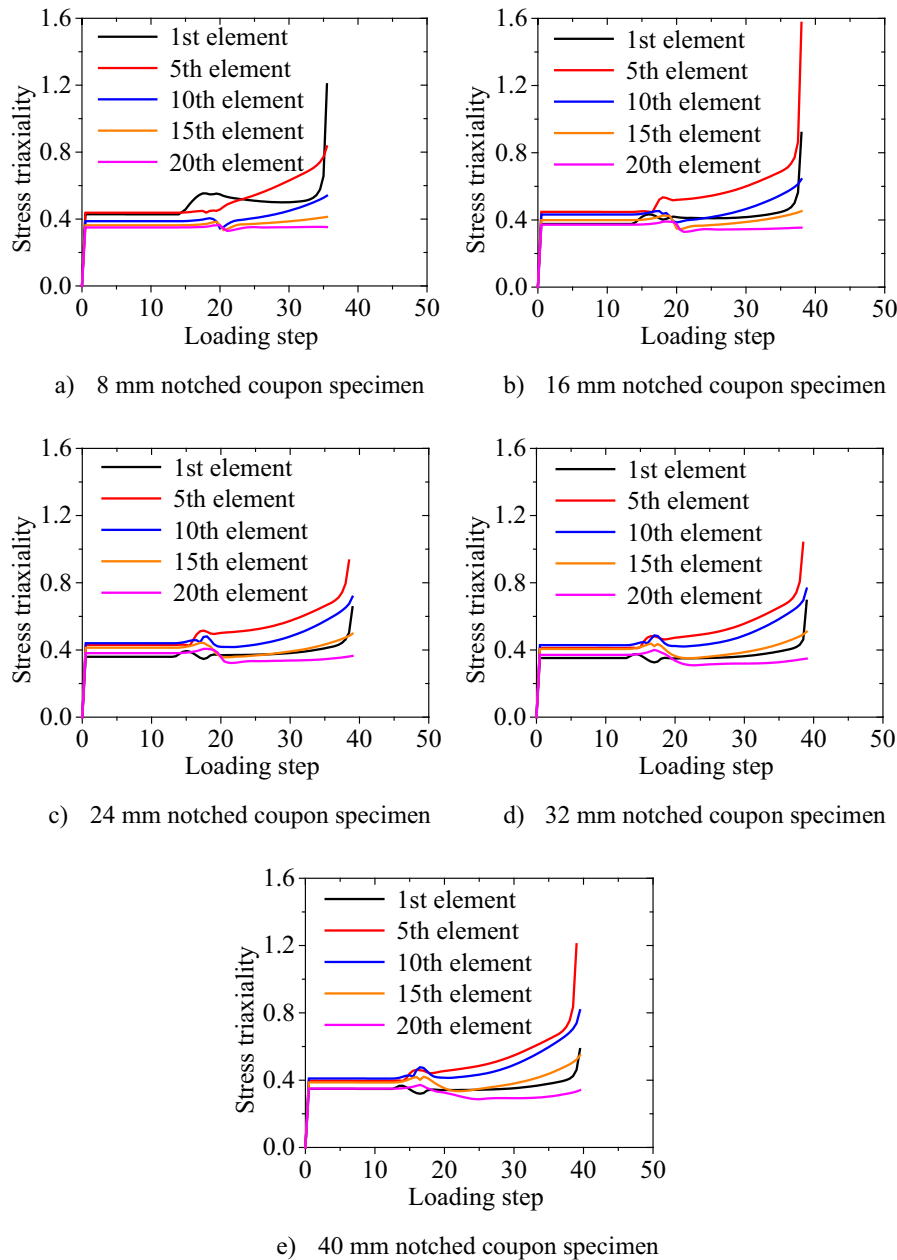 1.6
1.2
0.8
0.4
0.0
Stress triaxiality
1st element
5th element
10th element
15th element
20th element
0 10 20 30 40 50
Loading step
a) 8 mm notched coupon specimen
1.6
1.2
0.8
0.4
0.0
Stress triaxiality
1st element
5th element
10th element
15th element
20th element
0 10 20 30 40 50
Loading step
b) 16 mm notched coupon specimen
1.6
1.2
0.8
0.4
0.0
Stress triaxiality
1st element
5th element
10th element
15th element
20th element
0 10 20 30 40 50
Loading step
c) 24 mm notched coupon specimen
1.6
1.2
0.8
0.4
0.0
Stress triaxiality
1st element
5th element
10th element
15th element
20th element
0 10 20 30 40 50
Loading step
d) 32 mm notched coupon specimen
1.6
1.2
0.8
0.4
0.0
Stress triaxiality
1st element
5th element
10th element
15th element
20th element
0 10 20 30 40 50
Loading step
e) 40 mm notched coupon specimen